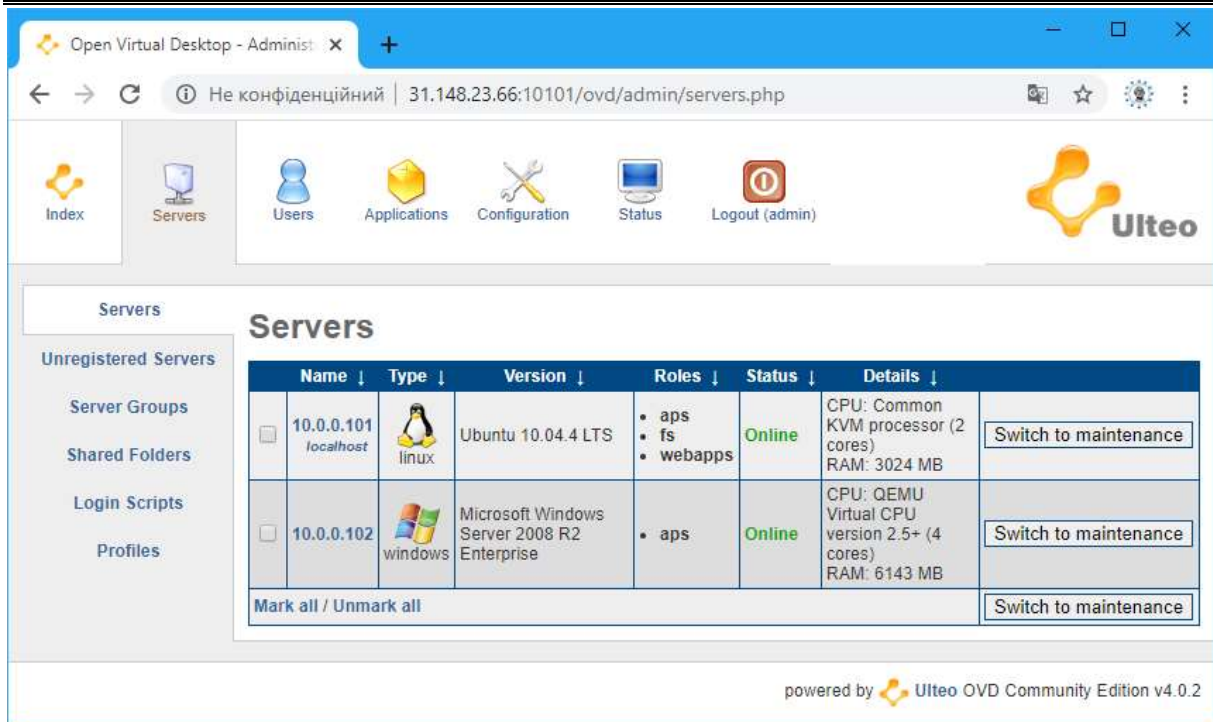 Open Virtual Desktop - Administ
Не конфіденційний | 31.148.23.66:10101/ovd/admin/servers.php
Index
Servers
Users
Applications
Configuration
Status
Logout (admin)
Ulteo
Servers
Unregistered Servers
Server Groups
Shared Folders
Login Scripts
Profiles
Servers
Name ↓ Type ↓ Version ↓ Roles ↓ Status ↓ Details ↓
10.0.0.101
localhost
linux
Ubuntu 10.04.4 LTS
• aps
• fs
• webapps
Online
CPU: Common
KVM processor (2
cores)
RAM: 3024 MB
Switch to maintenance
10.0.0.102
windows
Microsoft Windows
Server 2008 R2
Enterprise
• aps
Online
CPU: QEMU
Virtual CPU
version 2.5+ (4
cores)
RAM: 6143 MB
Switch to maintenance
Mark all / Unmark all
Switch to maintenance
powered by Ulteo OVD Community Edition v4.0.2